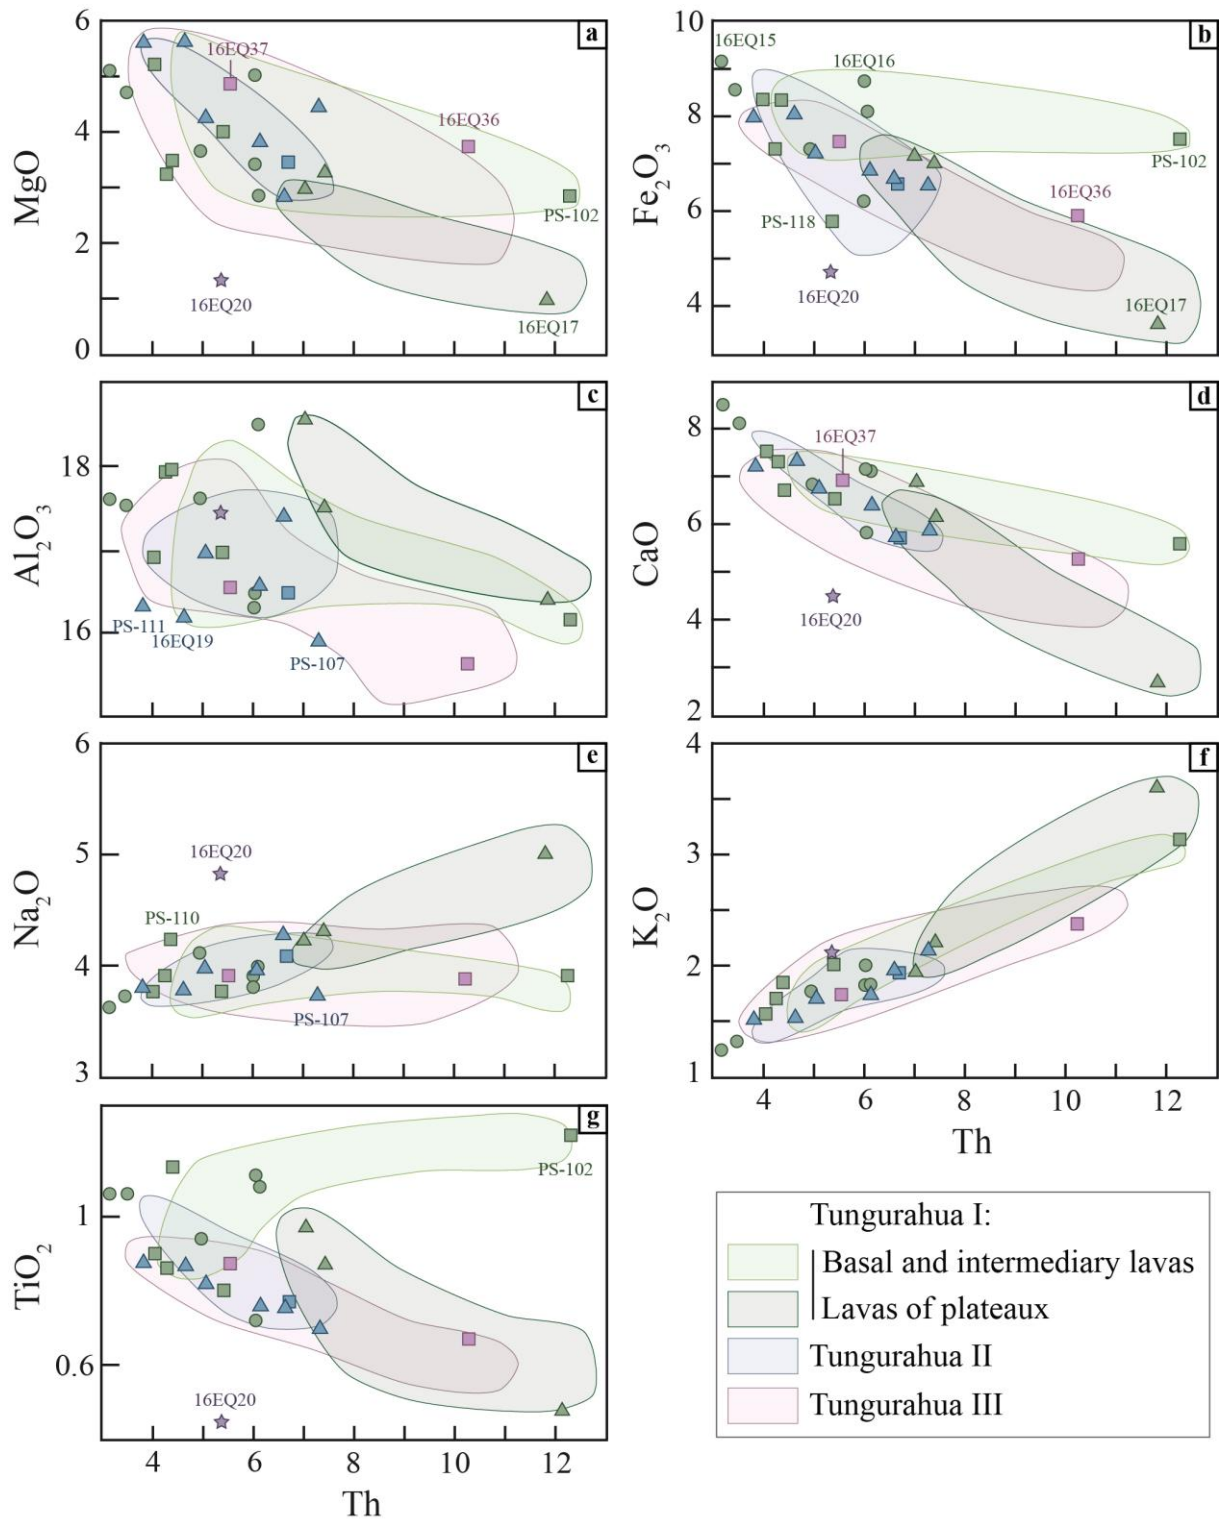 a
6
4
2
0
MgO
16EQ37
16EQ36
PS-102
16EQ20
16EQ17
b
10
8
6
4
Fe2O3
16EQ15
16EQ16
PS-102
16EQ36
PS-118
16EQ20
16EQ17
c
18
16
Al2O3
PS-111
16EQ19
PS-107
d
8
6
4
2
CaO
16EQ37
16EQ20
e
6
5
4
3
Na2O
16EQ20
PS-110
PS-107
f
4
3
2
1
K2O
4 6 8 10 12
Th
g
1
0.6
TiO2
PS-102
16EQ20
4 6 8 10 12
Th
Tungurahua I:
Basal and intermediary lavas
Lavas of plateaux
Tungurahua II
Tungurahua III